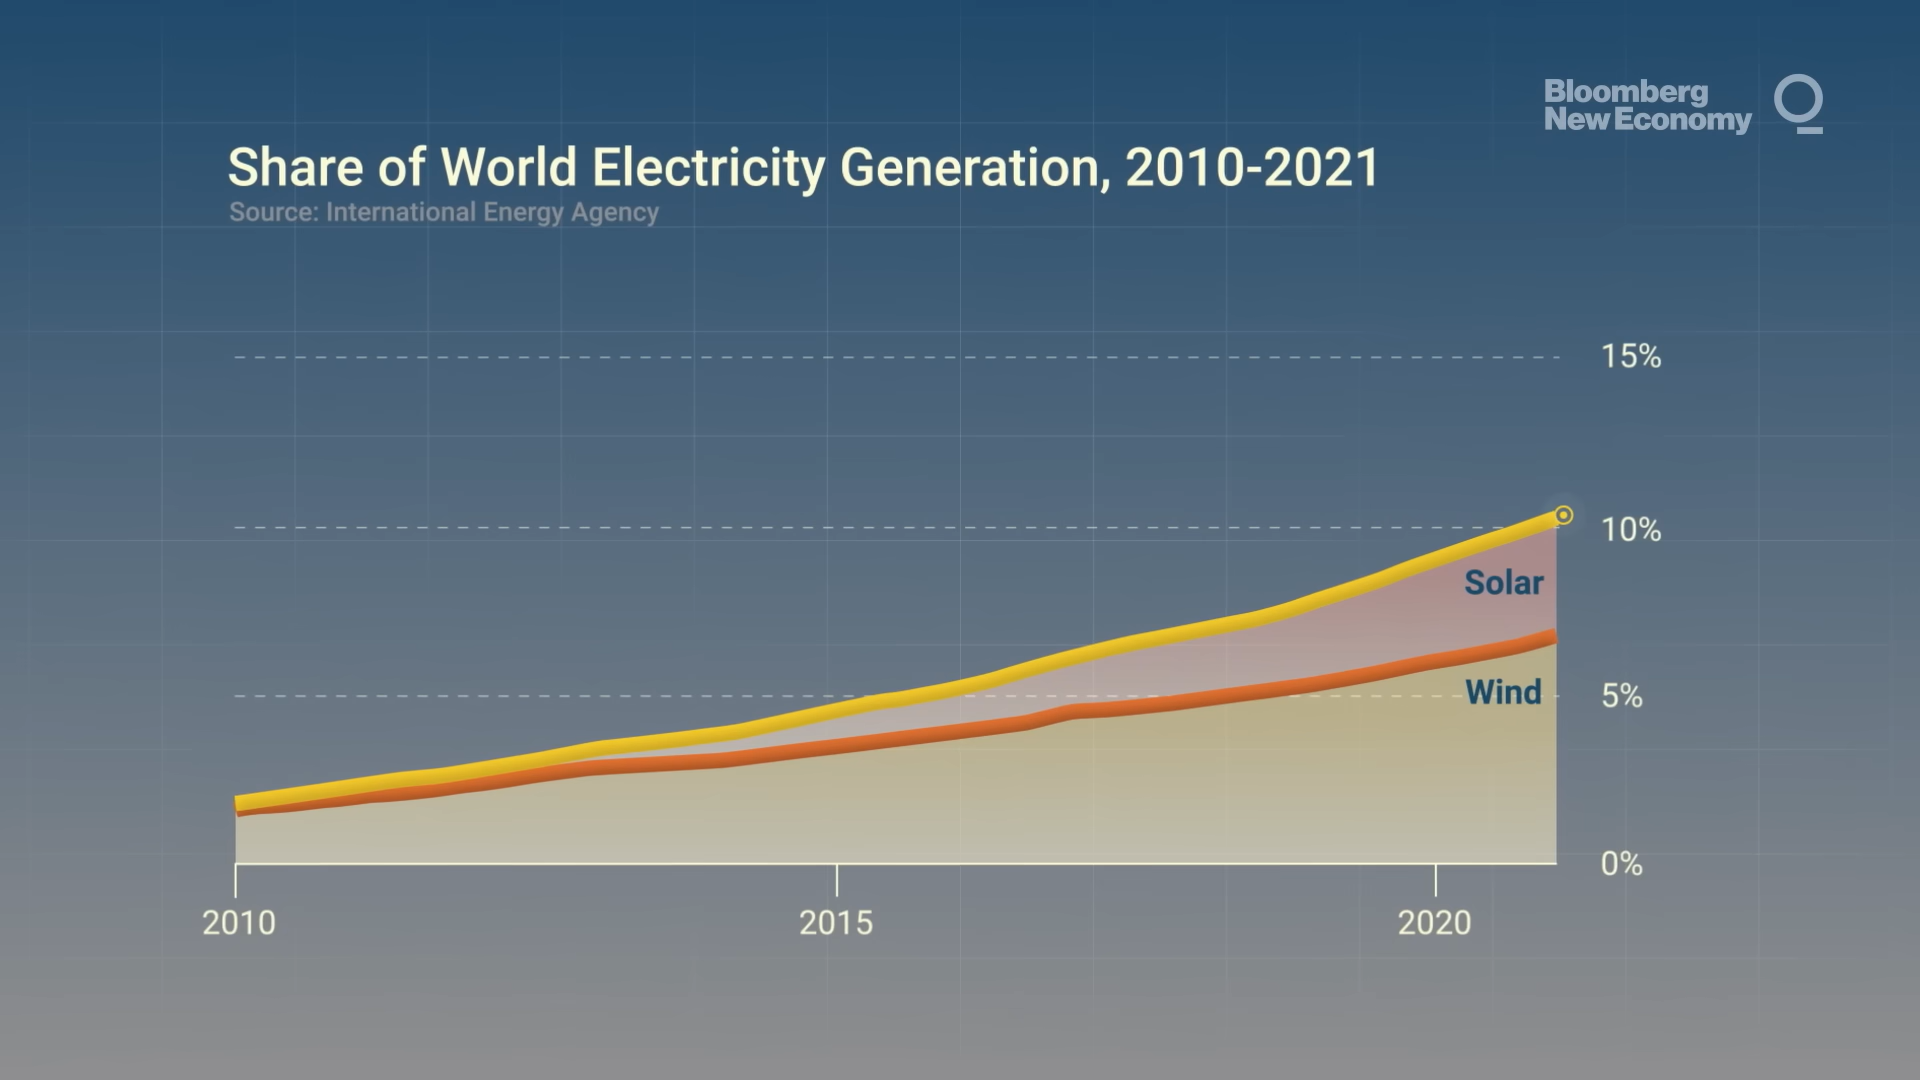 Bloomberg
New Economy
Share of World Electricity Generation, 2010-2021
Source: International Energy Agency
15%
10%
Solar
Wind
5%
0%
2010
2015
2020